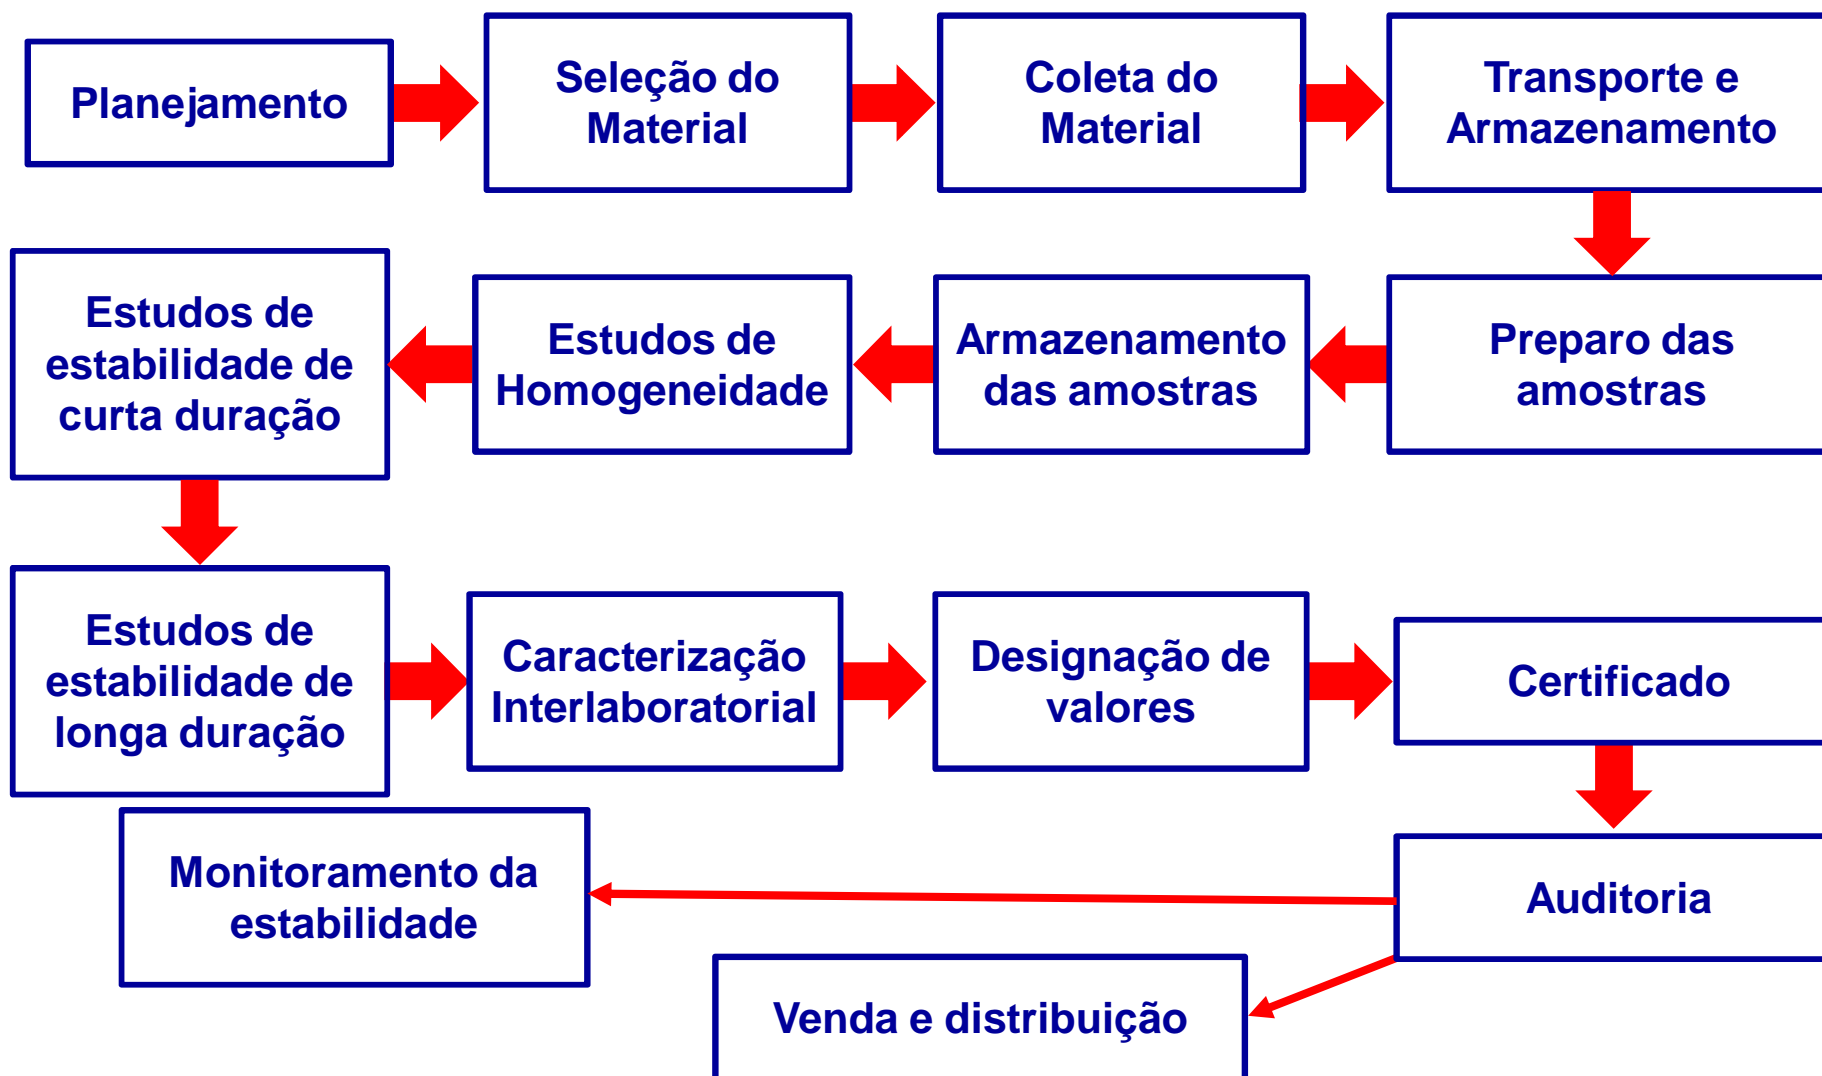 Planejamento
Seleção do
Material
Coleta do
Material
Transporte e
Armazenamento
Preparo das
amostras
Armazenamento
das amostras
Estudos de
Homogeneidade
Estudos de
estabilidade de
curta duração
Estudos de
estabilidade de
longa duração
Caracterização
Interlaboratorial
Designação de
valores
Certificado
Auditoria
Monitoramento da
estabilidade
Venda e distribuição